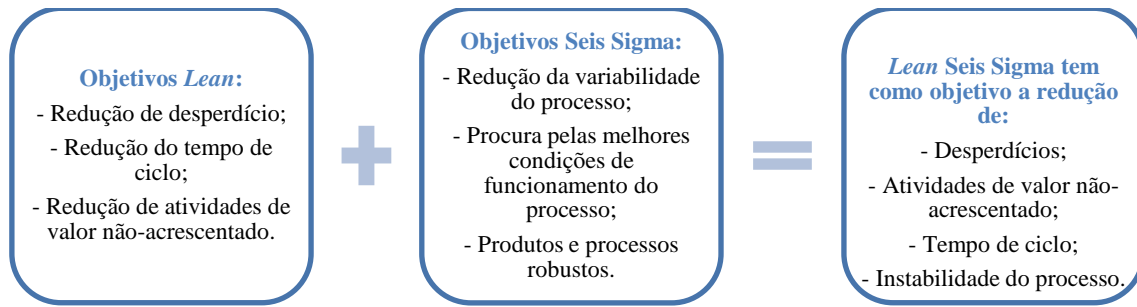 Objetivos Lean:
- Redução de desperdício;
- Redução do tempo de
ciclo;
- Redução de atividades de
valor não-acrescentado.
+
Objetivos Seis Sigma:
- Redução da variabilidade
do processo;
- Procura pelas melhores
condições de
funcionamento do
processo;
- Produtos e processos
robustos.
=
Lean Seis Sigma tem
como objetivo a redução
de:
- Desperdícios;
- Atividades de valor não-
acrescentado;
- Tempo de ciclo;
- Instabilidade do processo.